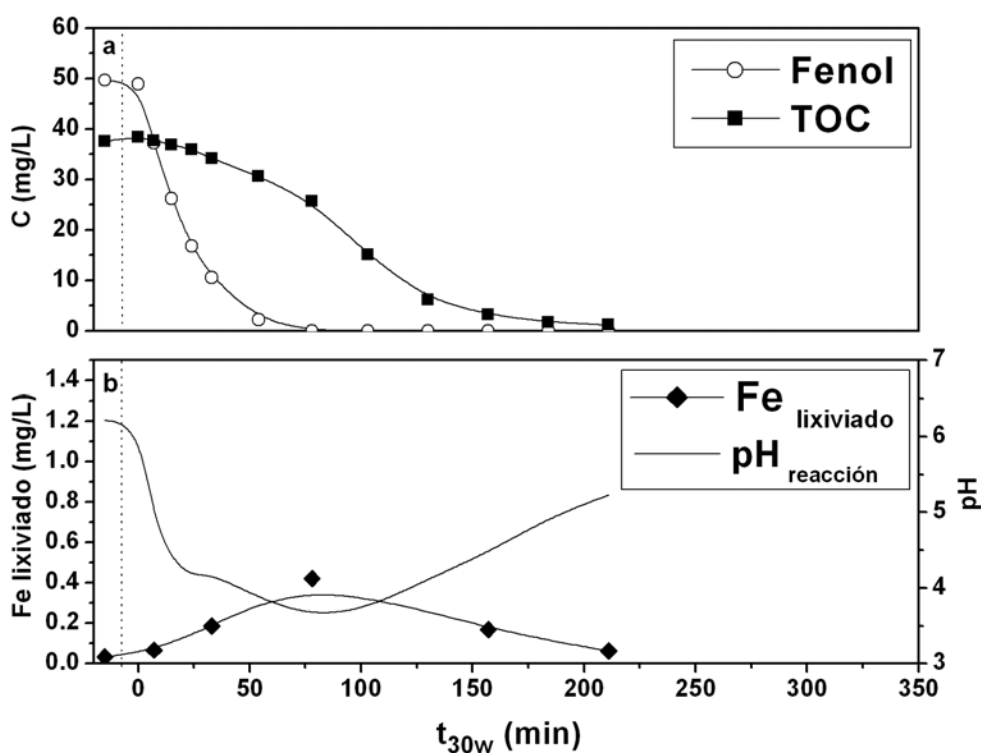 60
50
40
30
20
10
0
C (mg/L)
a
Fenol
TOC
1.4
1.2
1.0
0.8
0.6
0.4
0.2
0.0
Fe lixiviado (mg/L)
b
Fe lixiviado
pH reacción
7
6
5
4
3
pH
0 50 100 150 200 250 300 350
t30w (min)